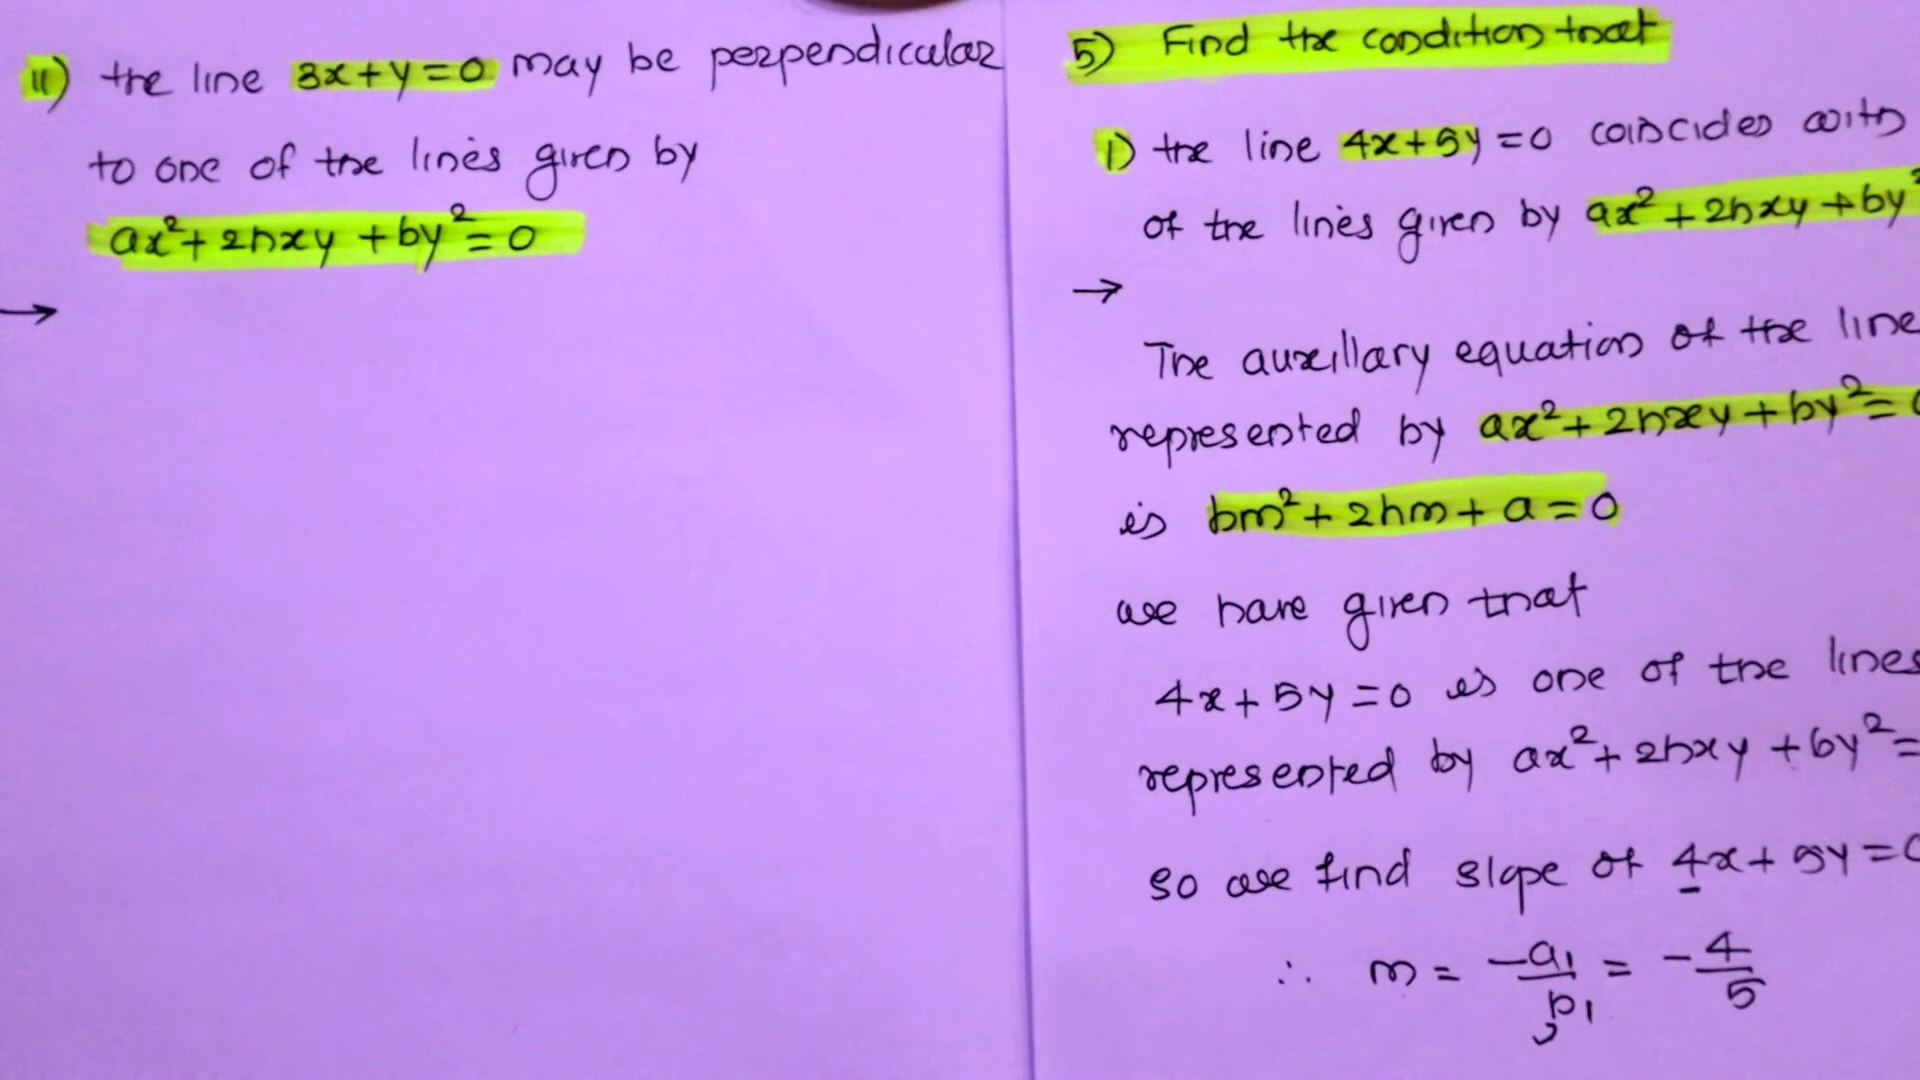 ii) the line 3x+y=0 may be perpendicular
to one of the lines given by
ax²+2hxy+by²=0
→
5) Find the condition that
i) the line 4x+5y=0 coincides with
of the lines given by ax²+2hxy+by²
→
The auxillary equation of the line
represented by ax²+2hxy+by²=0
is bm²+2hm+a=0
we have given that
4x+5y=0 is one of the lines
represented by ax²+2hxy+by²=
so we find slope of 4x+5y=0
∴ m = -a₁/b₁ = -4/5